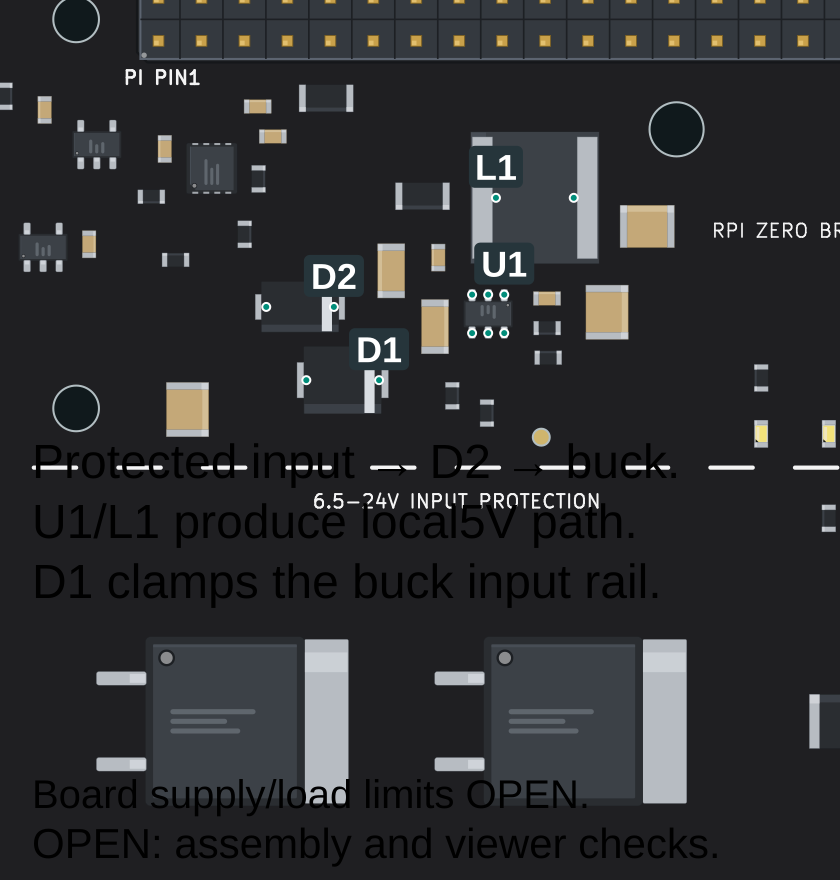 PI PIN1
L1
RPI ZERO BR
U1
D2
D1
Protected input → D2 → buck.
6.5–24V INPUT PROTECTION
U1/L1 produce local5V path.
D1 clamps the buck input rail.
Board supply/load limits OPEN.
OPEN: assembly and viewer checks.